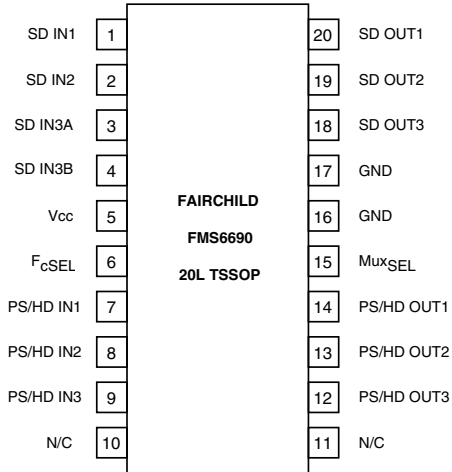 SD IN1 1 20 SD OUT1
SD IN2 2 19 SD OUT2
SD IN3A 3 18 SD OUT3
SD IN3B 4 17 GND
Vcc 5 FAIRCHILD 16 GND
FMS6690
FcSEL 6 20L TSSOP 15 MuxSEL
PS/HD IN1 7 14 PS/HD OUT1
PS/HD IN2 8 13 PS/HD OUT2
PS/HD IN3 9 12 PS/HD OUT3
N/C 10 11 N/C